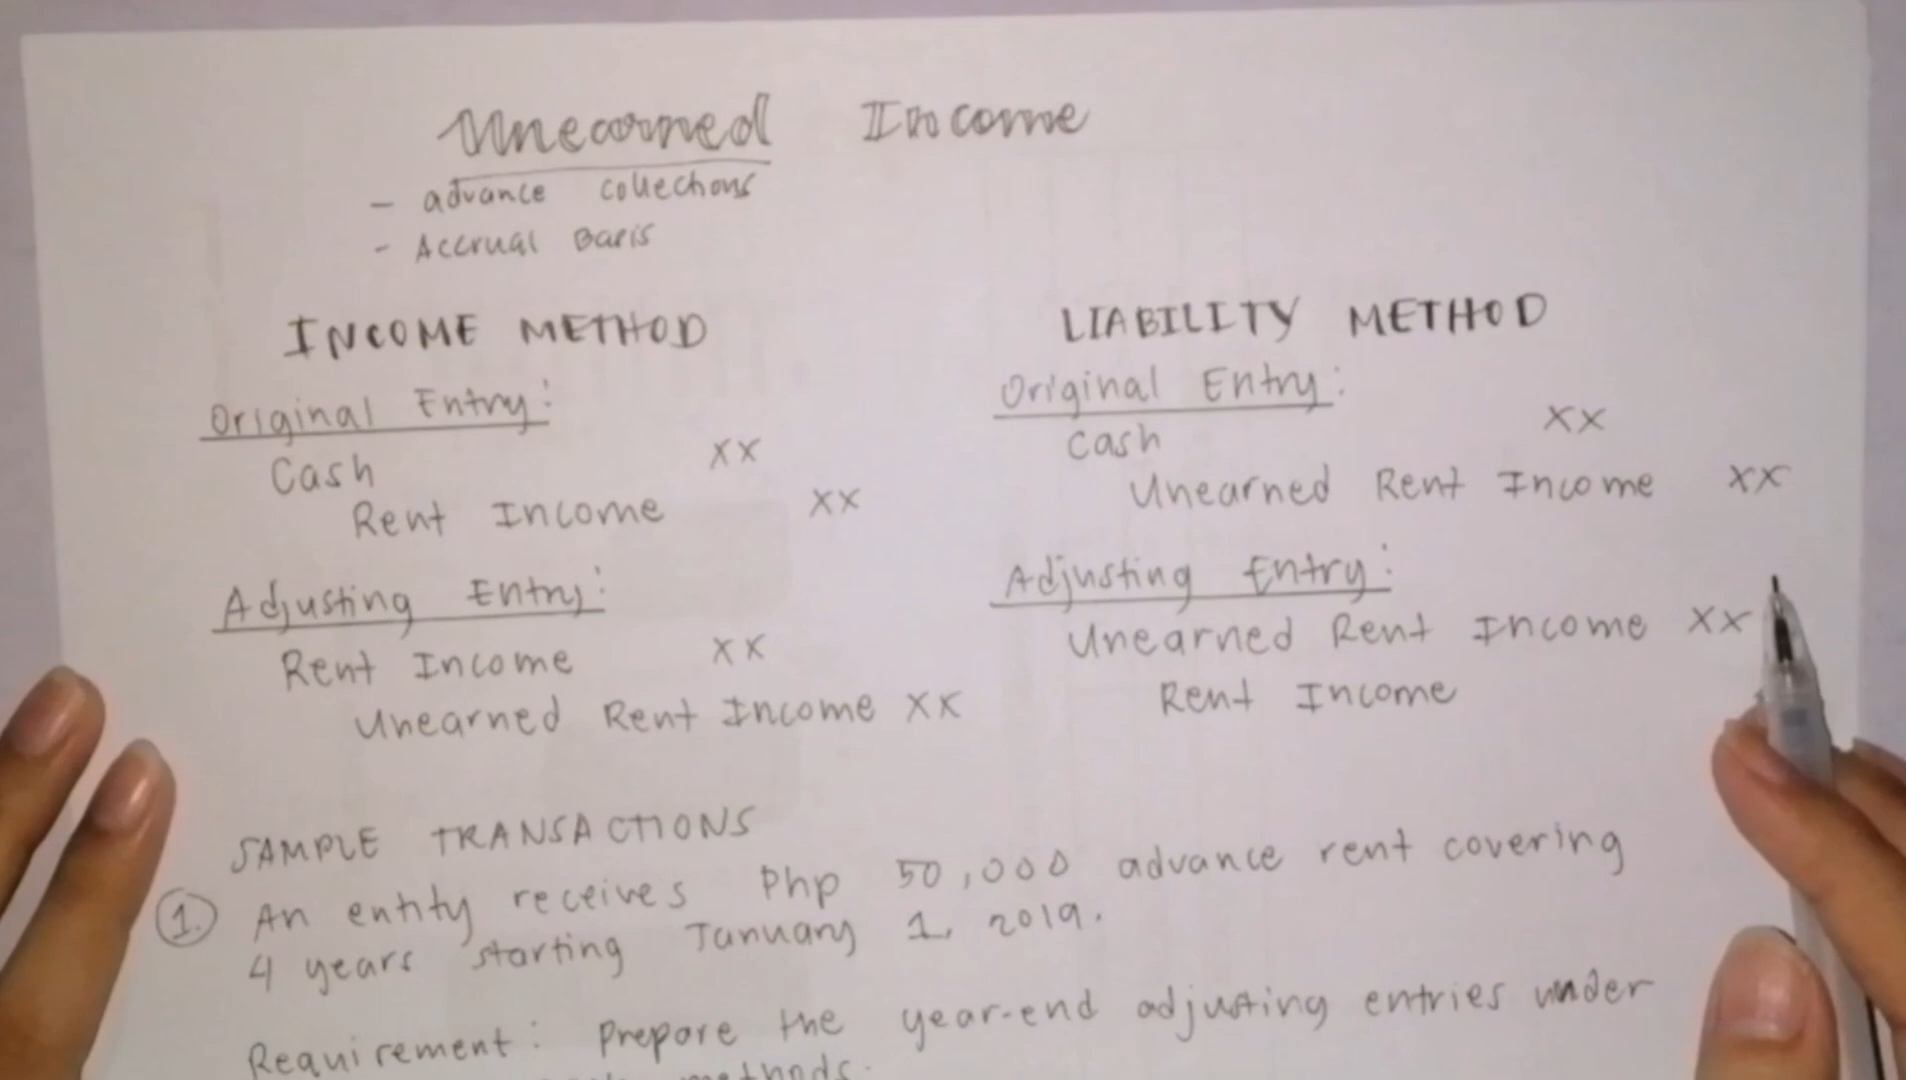 Unearned Income
- advance collections
- Accrual Basis
INCOME METHOD
Original Entry:
Cash xx
Rent Income xx
Adjusting Entry:
Rent Income xx
Unearned Rent Income xx
LIABILITY METHOD
Original Entry:
Cash xx
Unearned Rent Income xx
Adjusting Entry:
Unearned Rent Income xx
Rent Income
SAMPLE TRANSACTIONS
1. An entity receives Php 50,000 advance rent covering
4 years starting January 1, 2019.
Requirement: Prepare the year-end adjusting entries under
methods.